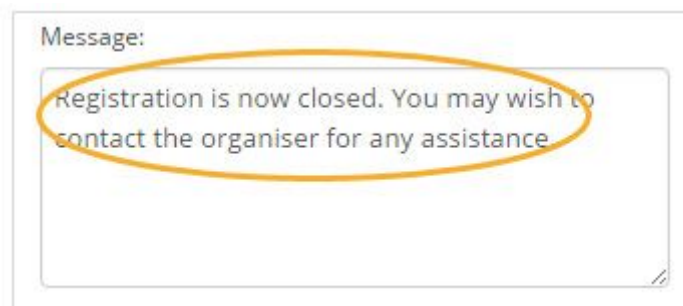 Message:
Registration is now closed. You may wish to
contact the organiser for any assistance.